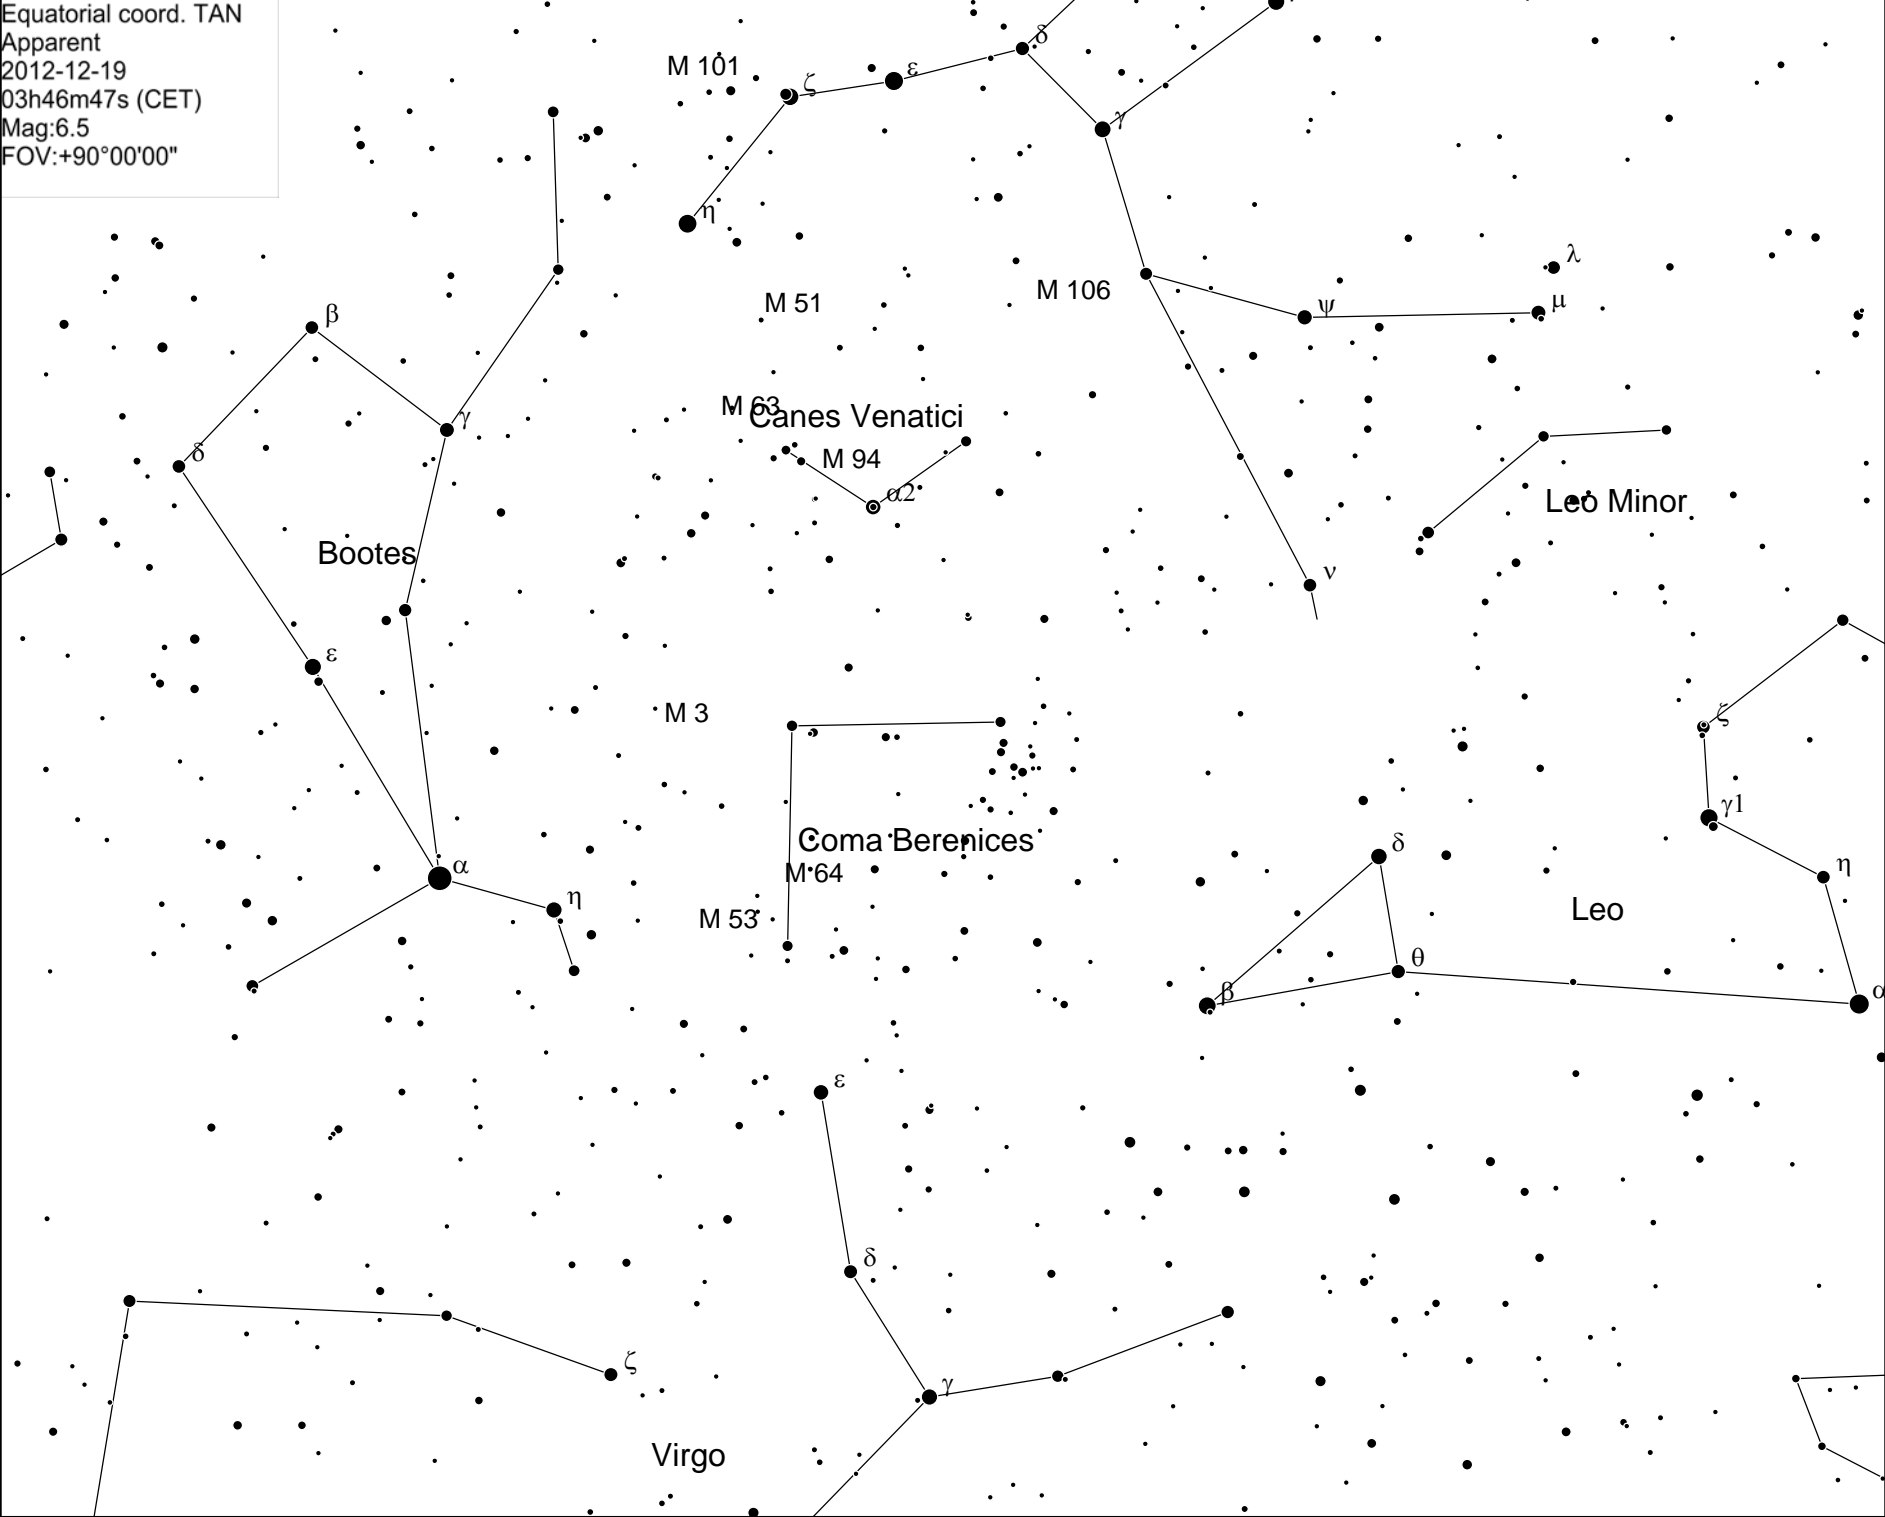 Equatorial coord. TAN
Apparent
2012-12-19
03h46m47s (CET)
Mag:6.5
FOV:+90°00'00"
δ
M 101
ζ
ε
γ
η
λ
M 106
M 51
ψ
μ
β
M 63
Canes Venatici
γ
δ
M 94
α2
Leo Minor
Bootes
ν
ε
M 3
ζ
γ1
Coma Berenices
δ
α
M 64
η
η
Leo
M 53
θ
β
α
ε
δ
ζ
γ
Virgo